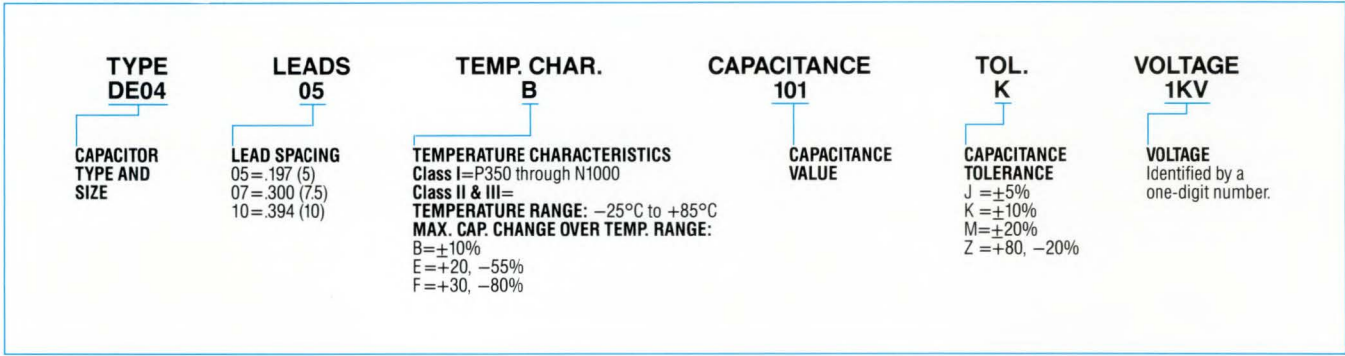 TYPE
DE04
CAPACITOR
TYPE AND
SIZE
LEADS
05
LEAD SPACING
05=.197 (5)
07=.300 (7.5)
10=.394 (10)
TEMP. CHAR.
B
TEMPERATURE CHARACTERISTICS
Class I=P350 through N1000
Class II & III=
TEMPERATURE RANGE: −25°C to +85°C
MAX. CAP. CHANGE OVER TEMP. RANGE:
B=±10%
E=+20, −55%
F=+30, −80%
CAPACITANCE
101
CAPACITANCE
VALUE
TOL.
K
CAPACITANCE
TOLERANCE
J =±5%
K =±10%
M=±20%
Z =+80, −20%
VOLTAGE
1KV
VOLTAGE
Identified by a
one-digit number.